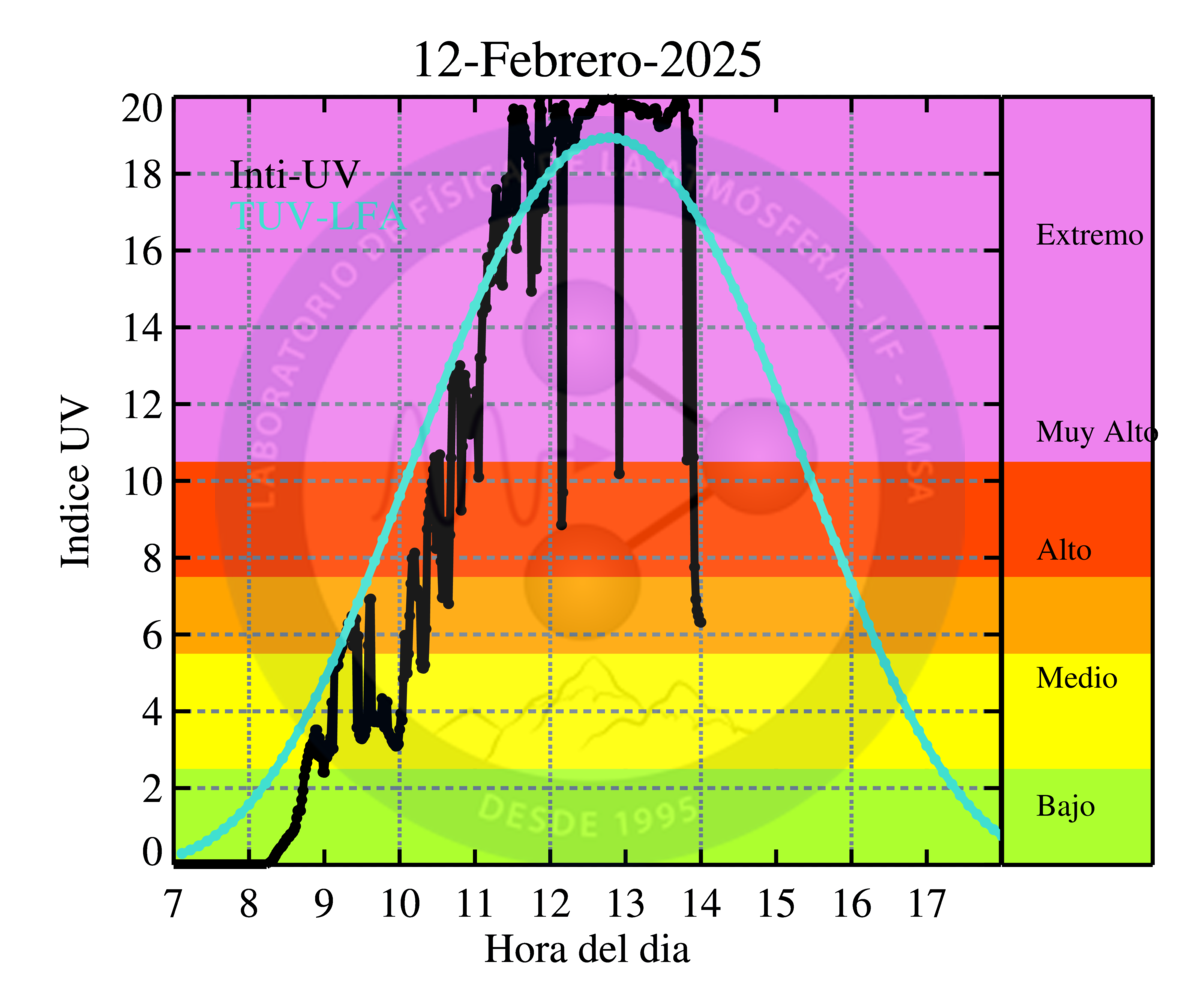 12-Febrero-2025
20
18
16
14
12
10
8
6
4
2
0
Indice UV
Inti-UV
TUV-LFA
LABORATORIO DE FÍSICA DE LA ATMÓSFERA - IIF - UMSA
DESDE 1995
Extremo
Muy Alto
Alto
Medio
Bajo
7 8 9 10 11 12 13 14 15 16 17
Hora del dia